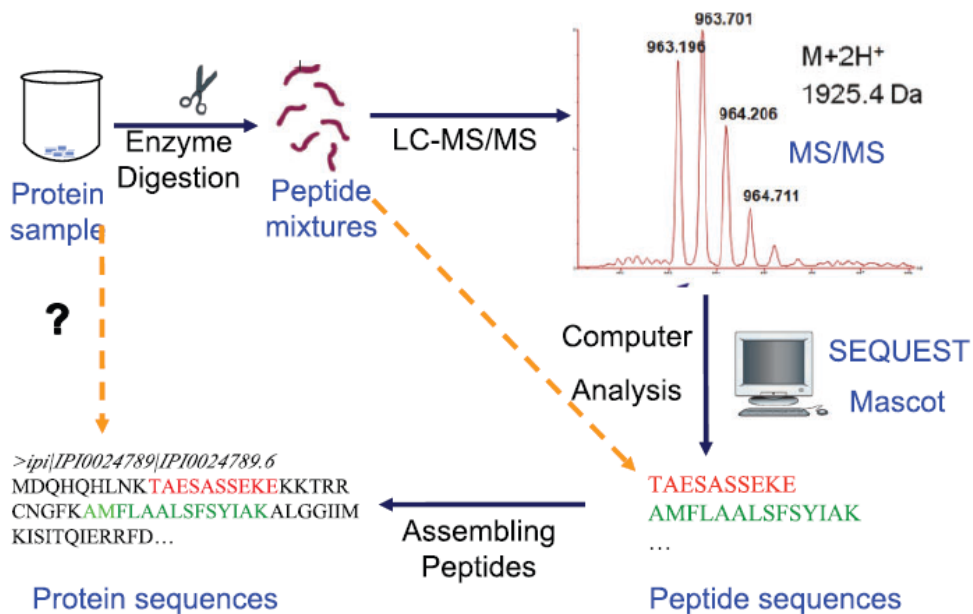 963.701
963.196
M+2H+
1925.4 Da
964.206
MS/MS
964.711
Enzyme
Digestion
LC-MS/MS
Protein
sample
Peptide
mixtures
?
Computer
Analysis
SEQUEST
Mascot
>ipi|IPI0024789|IPI0024789.6
MDQHQHLNKTAESASSEKEKKTRR
CNGFKAMFLAALSFSYIAKALGGIIM
KISITQIERRFD…
TAESASSEKE
AMFLAALSFSYIAK
…
Assembling
Peptides
Protein sequences
Peptide sequences